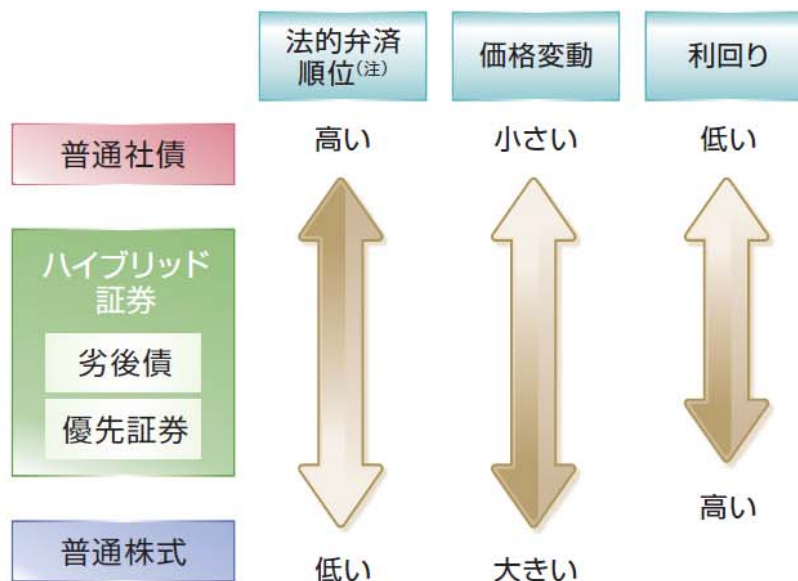 法的弁済
順位(注)
価格変動
利回り
普通社債
高い
小さい
低い
ハイブリッド
証券
劣後債
優先証券
高い
普通株式
低い
大きい